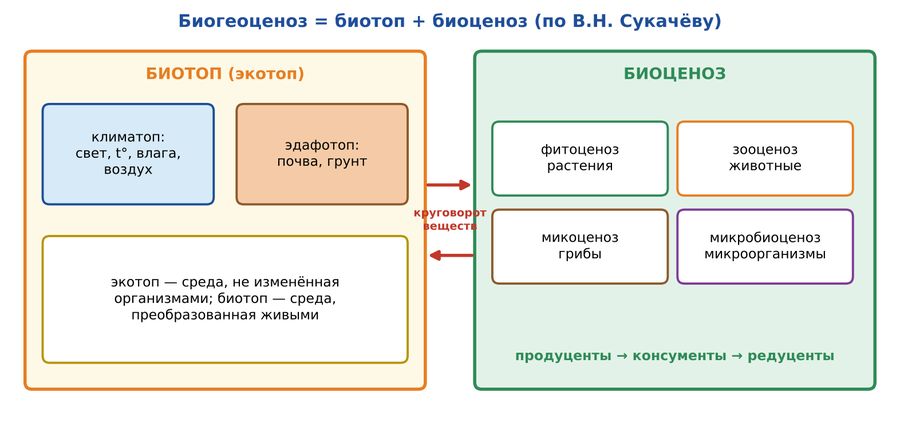 Биогеоценоз = биотоп + биоценоз (по В.Н. Сукачёву)
БИОТОП (экотоп)
климатоп:
свет, t°, влага,
воздух
эдафотоп:
почва, грунт
экотоп — среда, не изменённая
организмами; биотоп — среда,
преобразованная живыми
круговорот
веществ
БИОЦЕНОЗ
фитоценоз
растения
зооценоз
животные
микоценоз
грибы
микробиоценоз
микроорганизмы
продуценты → консументы → редуценты